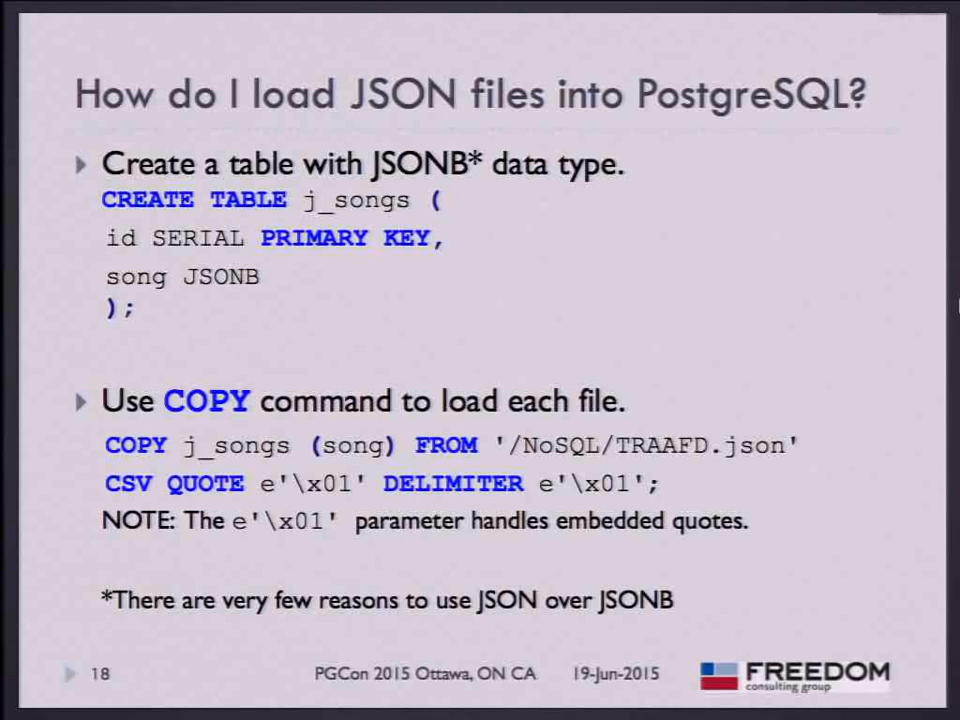 How do I load JSON files into PostgreSQL?
Create a table with JSONB* data type.
CREATE TABLE j_songs (
id SERIAL PRIMARY KEY,
song JSONB
);
Use COPY command to load each file.
COPY j_songs (song) FROM '/NoSQL/TRAAFD.json'
CSV QUOTE e'\x01' DELIMITER e'\x01';
NOTE: The e'\x01' parameter handles embedded quotes.
*There are very few reasons to use JSON over JSONB
18 PGCon 2015 Ottawa, ON CA 19-Jun-2015 FREEDOM
consulting group